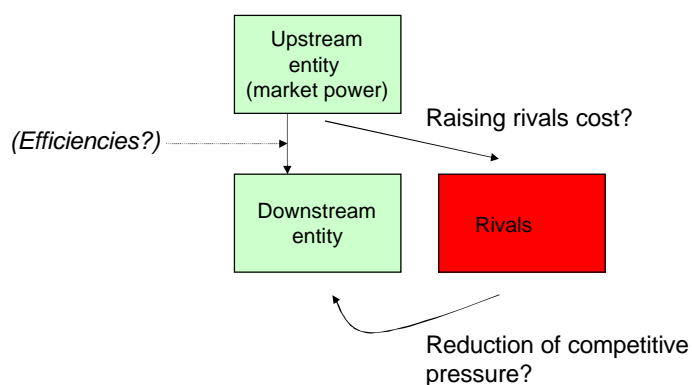 Upstream
entity
(market power)
Raising rivals cost?
(Efficiencies?)
Downstream
entity
Rivals
Reduction of competitive
pressure?